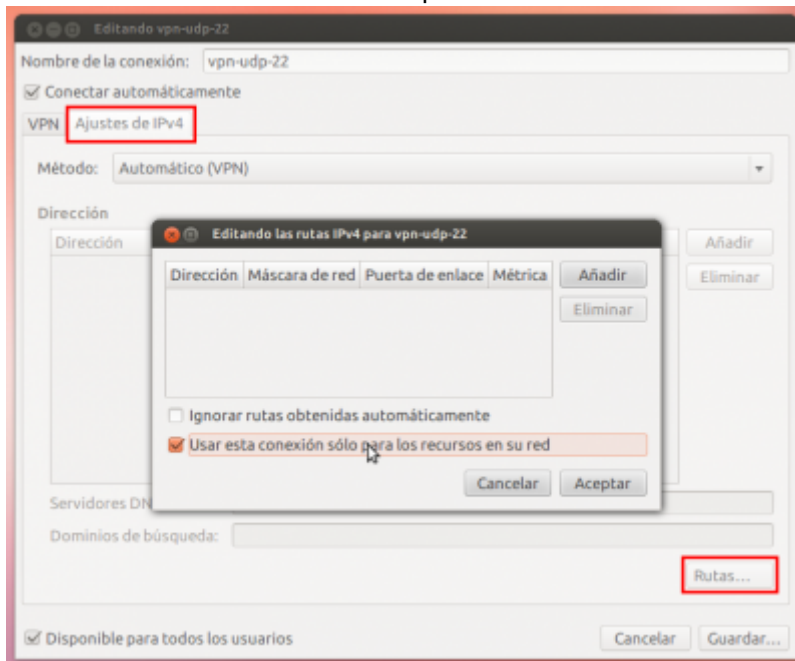 Editando vpn-udp-22
Nombre de la conexión: vpn-udp-22
Conectar automáticamente
VPN Ajustes de IPv4
Método: Automático (VPN)
Dirección
Dirección
Añadir
Eliminar
Editando las rutas IPv4 para vpn-udp-22
Dirección Máscara de red Puerta de enlace Métrica Añadir
Eliminar
Ignorar rutas obtenidas automáticamente
Usar esta conexión sólo para los recursos en su red
Cancelar Aceptar
Servidores DN
Dominios de búsqueda:
Rutas...
Disponible para todos los usuarios Cancelar Guardar...